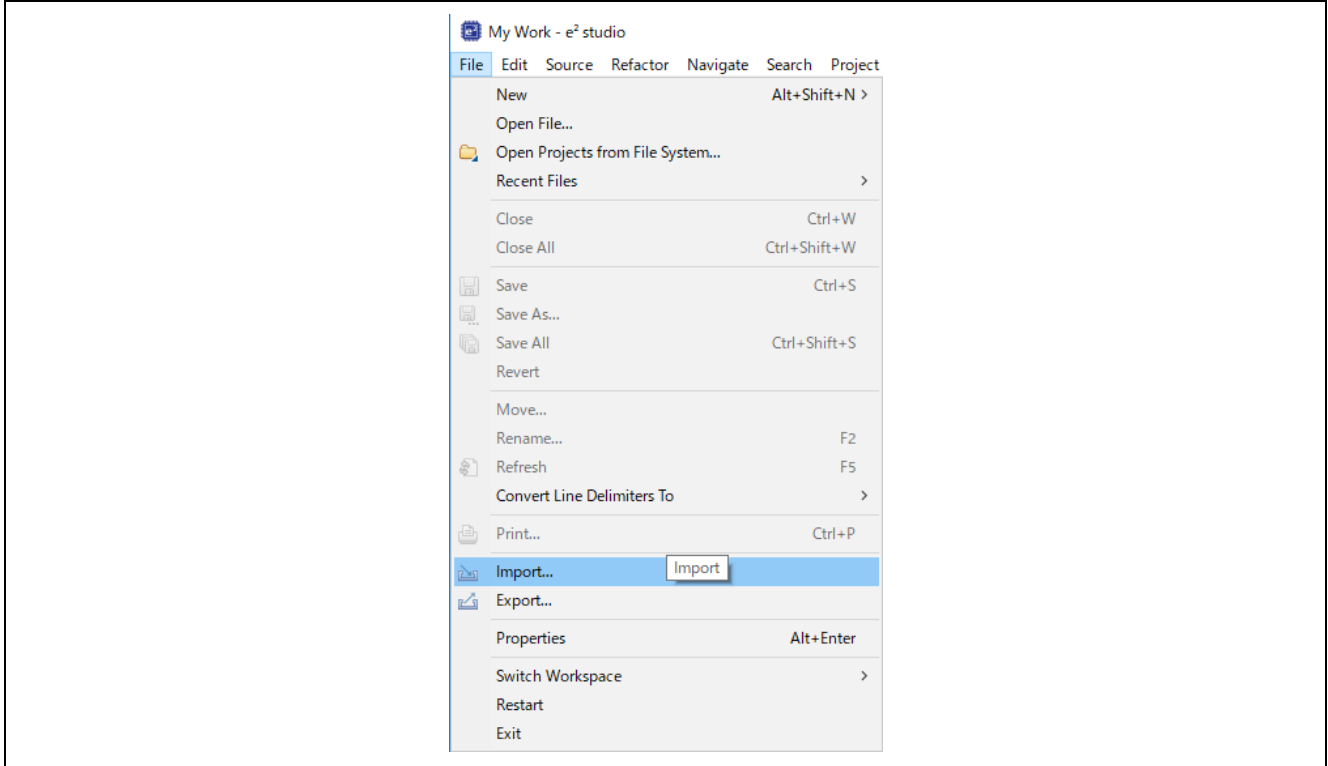 My Work - e² studio
File Edit Source Refactor Navigate Search Project
New Alt+Shift+N >
Open File...
Open Projects from File System...
Recent Files >
Close Ctrl+W
Close All Ctrl+Shift+W
Save Ctrl+S
Save As...
Save All Ctrl+Shift+S
Revert
Move...
Rename... F2
Refresh F5
Convert Line Delimiters To >
Print... Ctrl+P
Import... Import
Export...
Properties Alt+Enter
Switch Workspace >
Restart
Exit